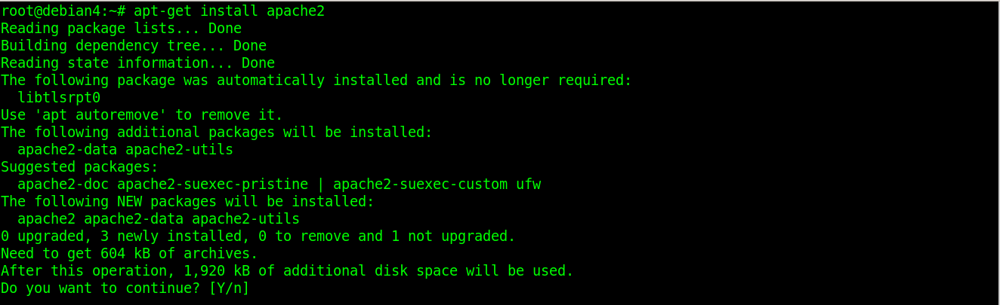 root@debian4:~# apt-get install apache2
Reading package lists... Done
Building dependency tree... Done
Reading state information... Done
The following package was automatically installed and is no longer required:
  libtlsrpt0
Use 'apt autoremove' to remove it.
The following additional packages will be installed:
  apache2-data apache2-utils
Suggested packages:
  apache2-doc apache2-suexec-pristine | apache2-suexec-custom ufw
The following NEW packages will be installed:
  apache2 apache2-data apache2-utils
0 upgraded, 3 newly installed, 0 to remove and 1 not upgraded.
Need to get 604 kB of archives.
After this operation, 1,920 kB of additional disk space will be used.
Do you want to continue? [Y/n]